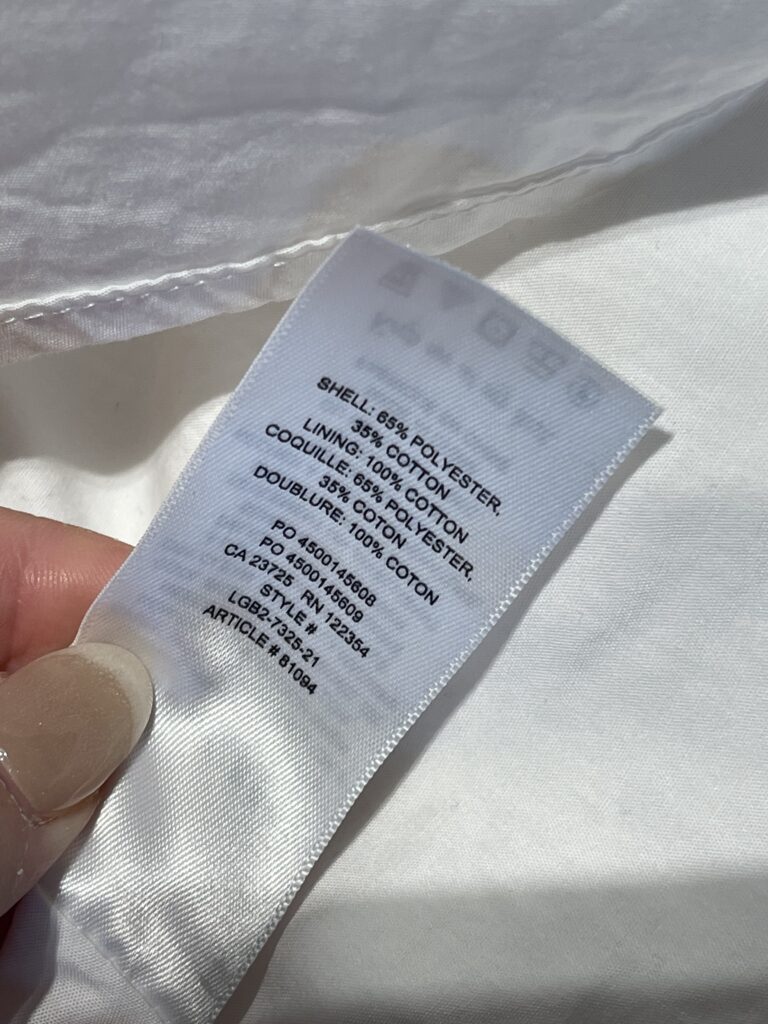 SHELL: 65% POLYESTER,
35% COTTON
LINING: 100% COTTON
COQUILLE: 65% POLYESTER,
35% COTON
DOUBLURE: 100% COTON
PO 4500145608
PO 4500145609
CA 23725 RN 122354
STYLE #
LGB2-7325-21
ARTICLE # 81094